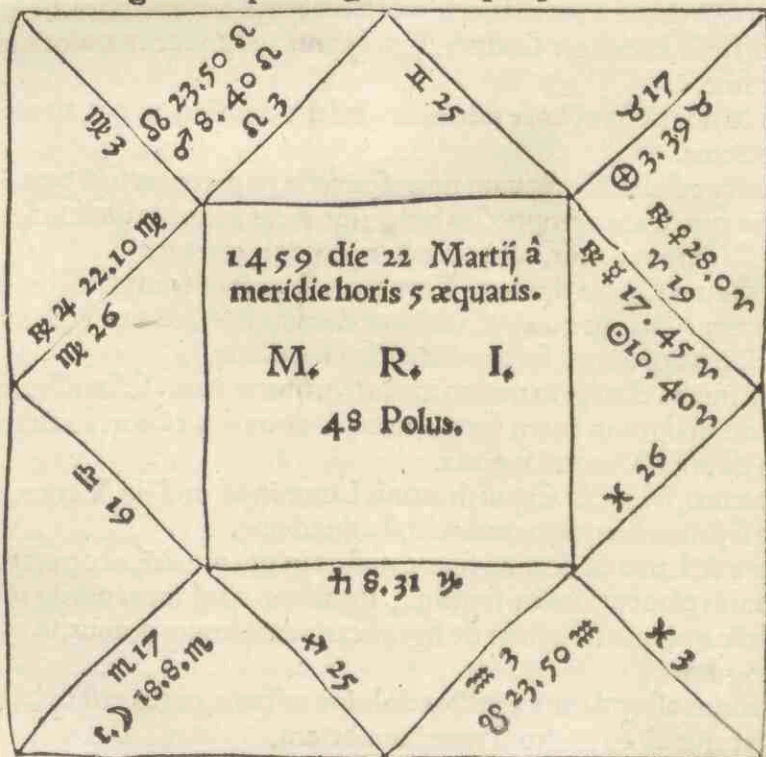 1459 die 22 Martij â
meridie horis 5 æquatis.
M. R. I.
48 Polus.
♊ 25
☊ 23.50 ♌
♂ 8.40 ♌
♌ 3
♍ 3
♃ 22.10 ♍
℞
♍ 26
♎ 19
♏ 17
☽ 18.8. ♏
♐ 25
♄ 8.31 ♑
♒ 3
☋ 23.50 ♒
♓ 3
♓ 26
☉ 10.40 ♈
℞ ☿ 17.45 ♈
♈ 19
℞ ♀ 28.0 ♈
⊕ 3.39 ♉
♉ 17